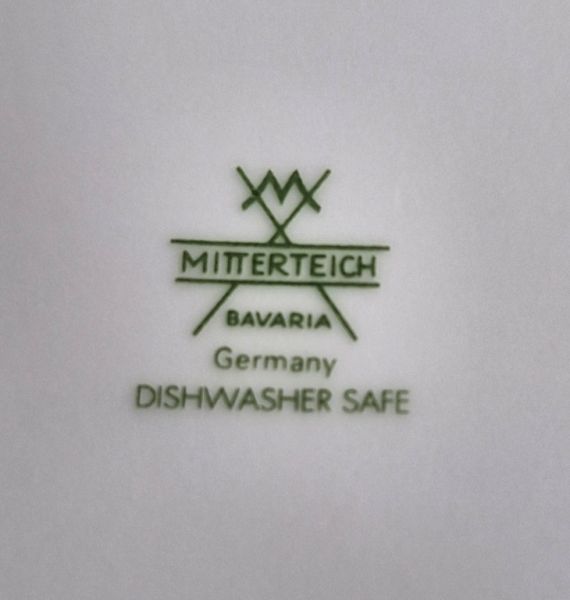 M
MITTERTEICH
BAVARIA
Germany
DISHWASHER SAFE